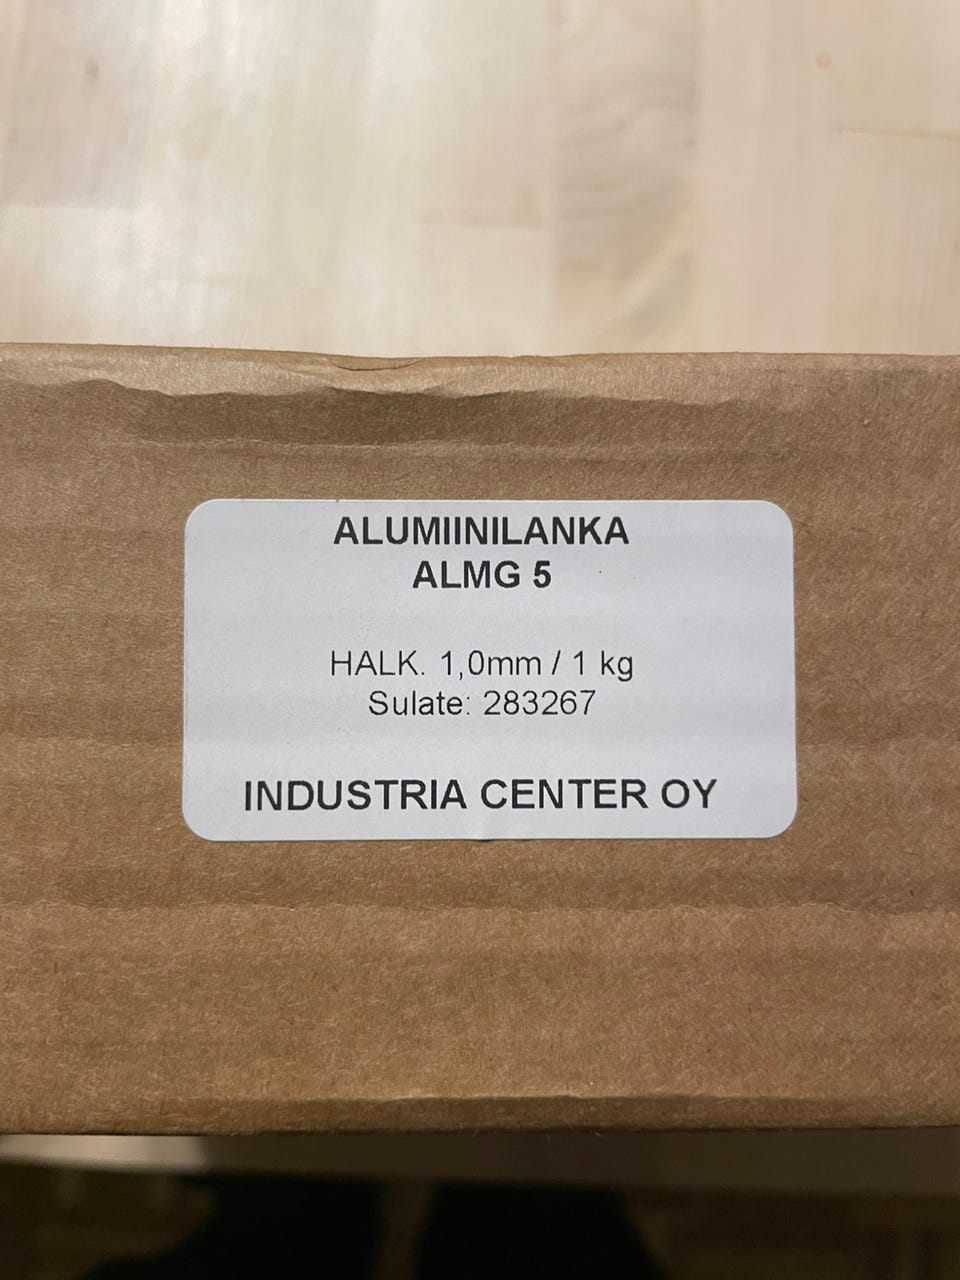 ALUMIINILANKA
ALMG 5
HALK. 1,0mm / 1 kg
Sulate: 283267
INDUSTRIA CENTER OY